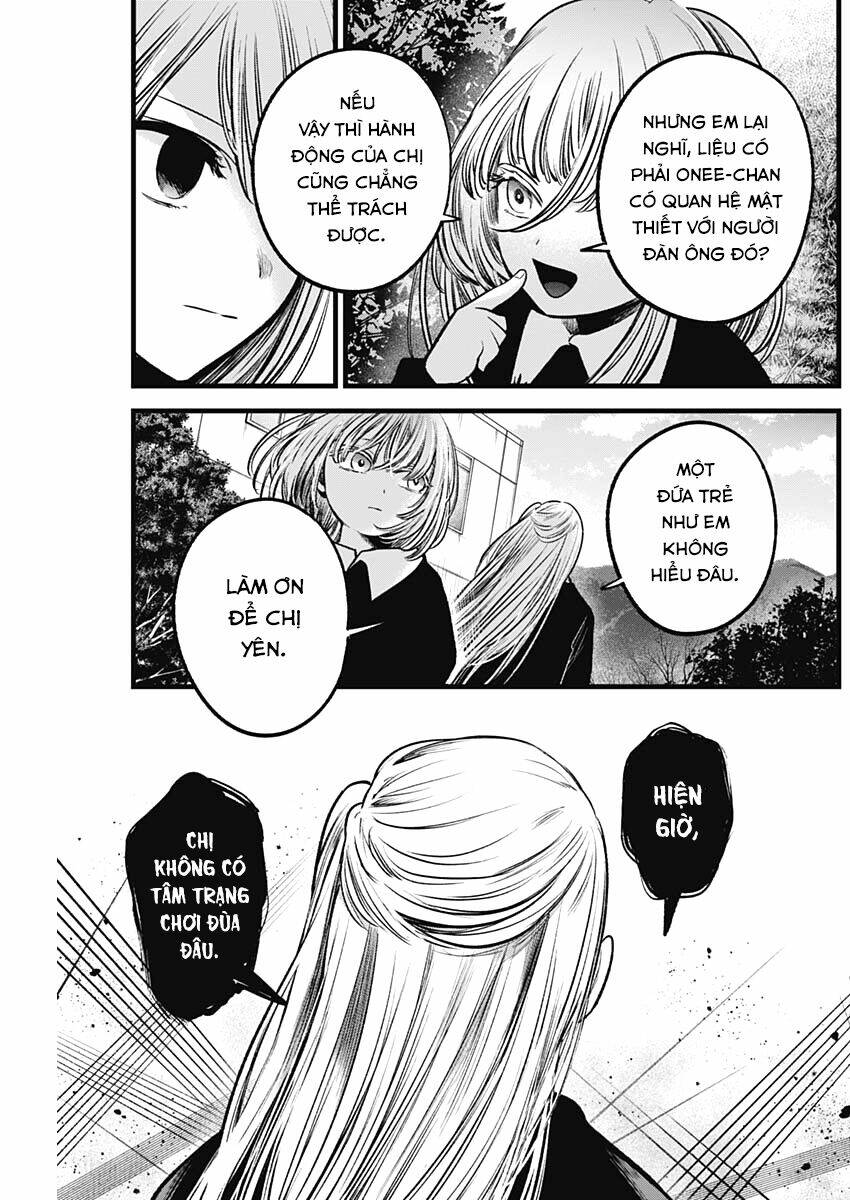 NHƯNG EM LẠI
NGHĨ, LIỆU CÓ
PHẢI ONEE-CHAN
CÓ QUAN HỆ MẬT
THIẾT VỚI NGƯỜI
ĐÀN ÔNG ĐÓ?
NẾU
VẬY THÌ HÀNH
ĐỘNG CỦA CHỊ
CŨNG CHẲNG
THỂ TRÁCH
ĐƯỢC.
MỘT
ĐỨA TRẺ
NHƯ EM
KHÔNG
HIỂU ĐÂU.
LÀM ƠN
ĐỂ CHỊ
YÊN.
HIỆN
GIỜ,
CHỊ
KHÔNG CÓ
TÂM TRẠNG
CHƠI ĐÙA
ĐÂU.